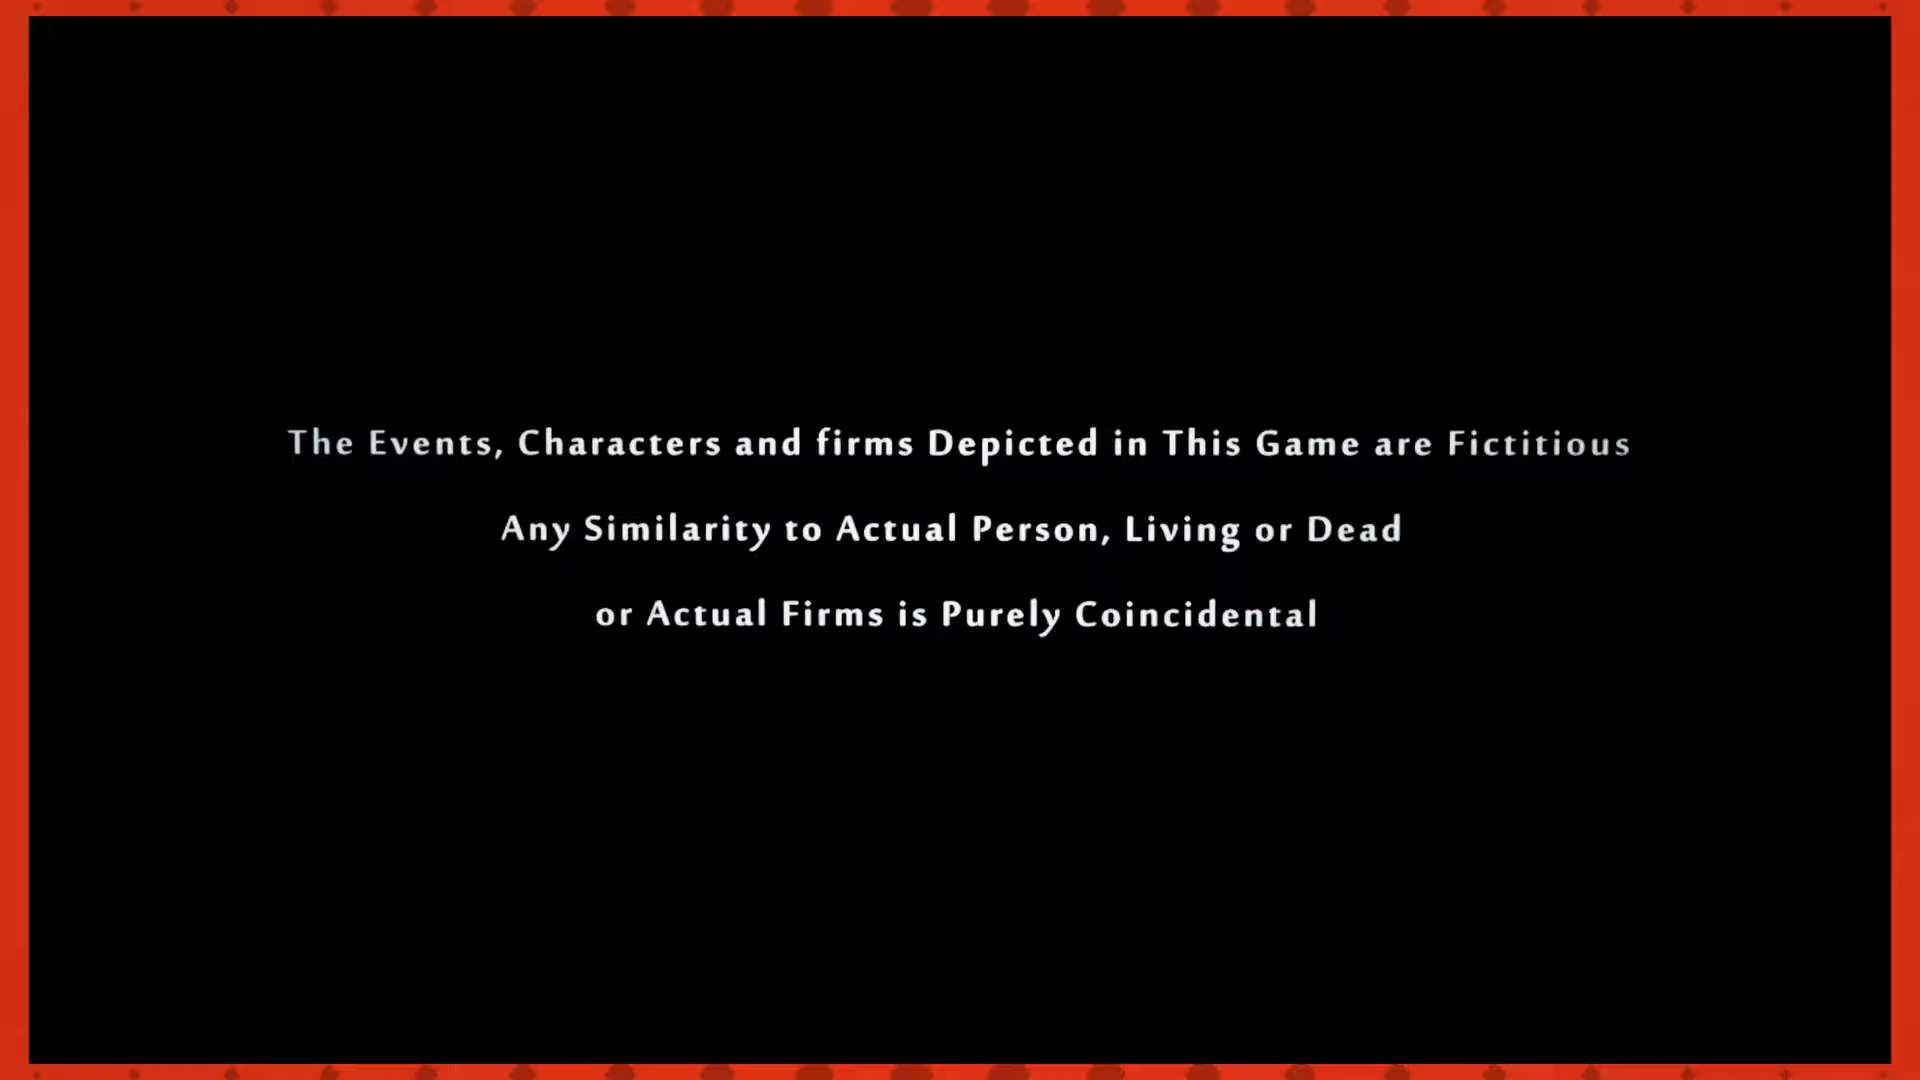 The Events, Characters and firms Depicted in This Game are Fictitious
Any Similarity to Actual Person, Living or Dead
or Actual Firms is Purely Coincidental